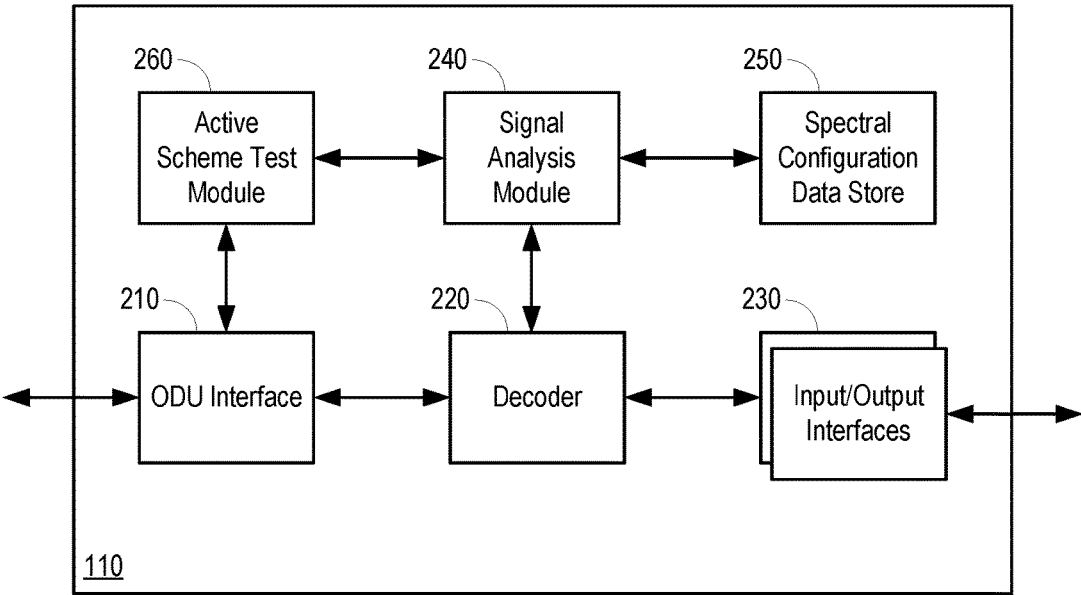 260
240
250
Active
Scheme Test
Module
Signal
Analysis
Module
Spectral
Configuration
Data Store
210
220
230
ODU Interface
Decoder
Input/Output
Interfaces
110